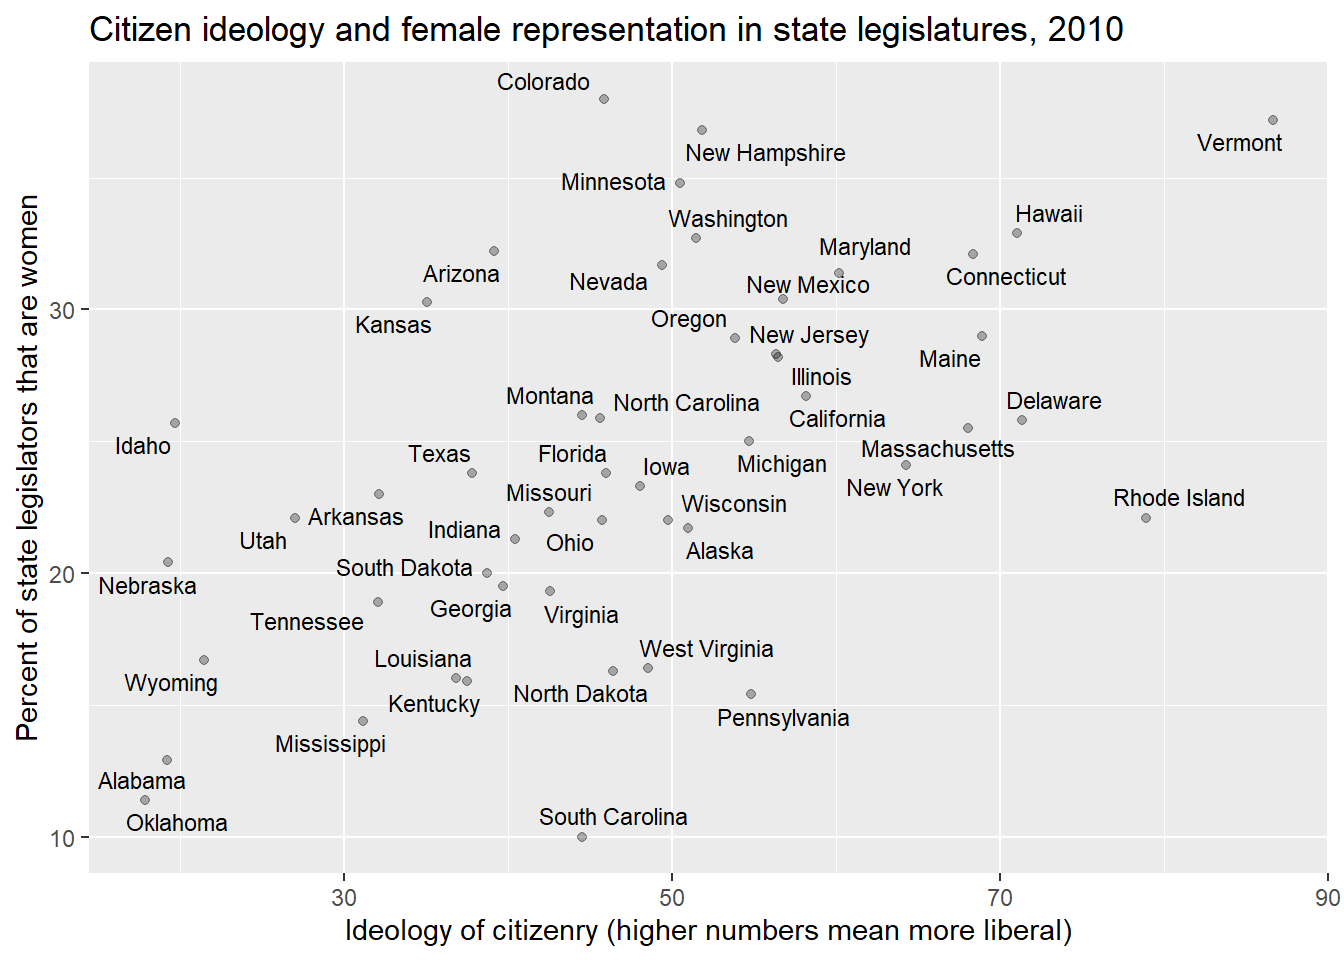 Citizen ideology and female representation in state legislatures, 2010
Colorado
Vermont
New Hampshire
Minnesota
Hawaii
Washington
Maryland
Arizona
Connecticut
Nevada
New Mexico
Oregon
Kansas
New Jersey
Maine
Illinois
Montana
North Carolina
Delaware
California
Idaho
Massachusetts
Texas
Florida
Iowa
Michigan
New York
Missouri
Rhode Island
Wisconsin
Arkansas
Indiana
Utah
Ohio
Alaska
South Dakota
Nebraska
Georgia
Virginia
Tennessee
West Virginia
Louisiana
Wyoming
North Dakota
Kentucky
Pennsylvania
Mississippi
Alabama
South Carolina
Oklahoma
30
20
10
Percent of state legislators that are women
30
50
70
90
Ideology of citizenry (higher numbers mean more liberal)